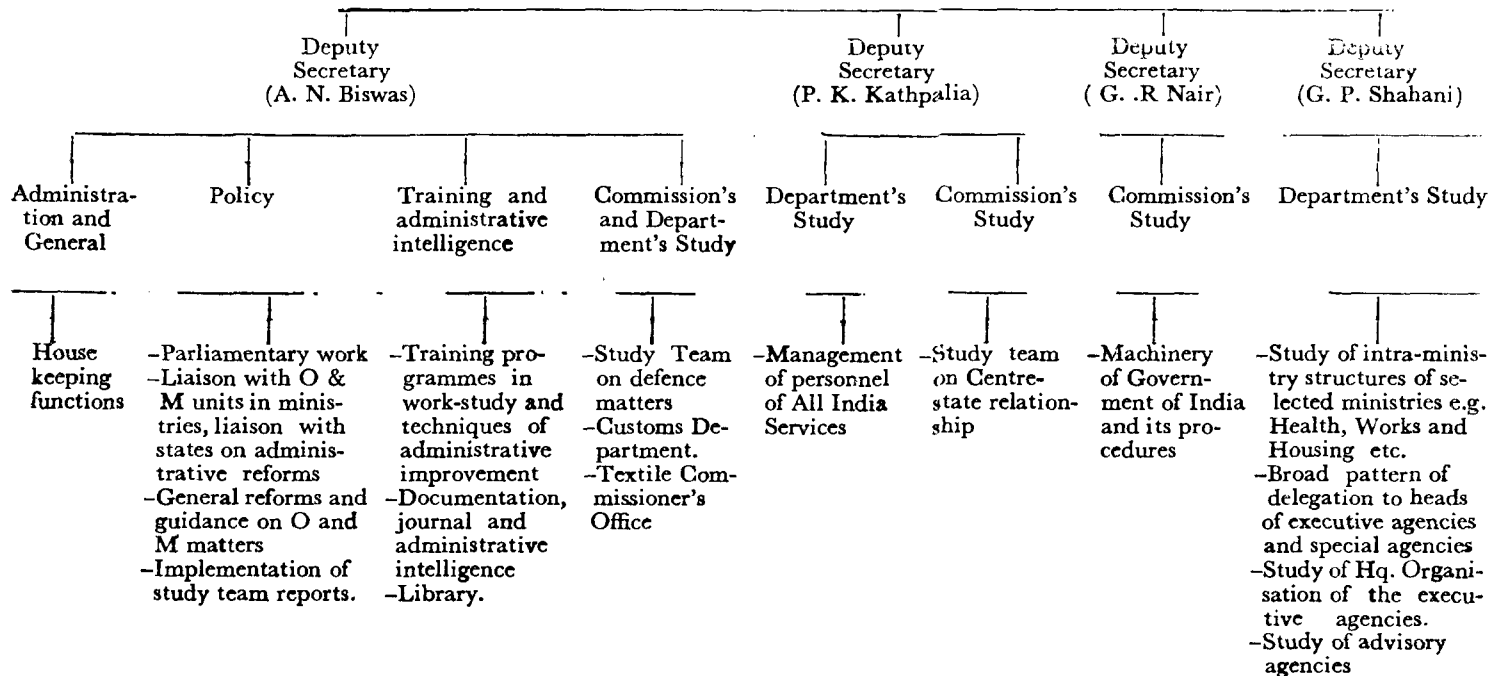 Deputy
Secretary
(A. N. Biswas)
Deputy
Secretary
(P. K. Kathpalia)
Deputy
Secretary
( G. .R Nair)
Deputy
Secretary
(G. P. Shahani)
Administra-
tion and
General
Policy
Training and
administrative
intelligence
Commission's
and Depart-
ment's Study
Department's
Study
Commission's
Study
Commission's
Study
Department's Study
House
keeping
functions
-Parliamentary work
-Liaison with O &
M units in minis-
tries, liaison with
states on adminis-
trative reforms
-General reforms and
guidance on O and
M matters
-Implementation of
study team reports.
-Training pro-
grammes in
work-study and
techniques of
administrative
improvement
-Documentation,
journal and
administrative
intelligence
-Library.
-Study Team
on defence
matters
-Customs De-
partment.
-Textile Com-
missioner's
Office
-Management
of personnel
of All India
Services
-Study team
on Centre-
state relation-
ship
-Machinery
of Govern-
ment of India
and its pro-
cedures
-Study of intra-minis-
try structures of se-
lected ministries e.g.
Health, Works and
Housing etc.
-Broad pattern of
delegation to heads
of executive agencies
and special agencies
-Study of Hq. Organi-
sation of the execu-
tive agencies.
-Study of advisory
agencies